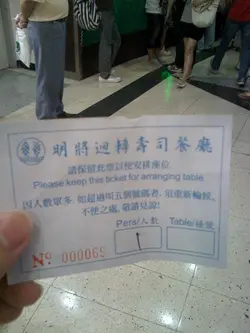 明將迴轉壽司餐廳
請保留此票以便安排座位
Please keep this ticket for arranging table.
因人數眾多, 如超過叫五個號碼者, 須重新輪候,
不便之處, 敬請見諒!
Pers/人數 Table/檯號
1
Nº 000065